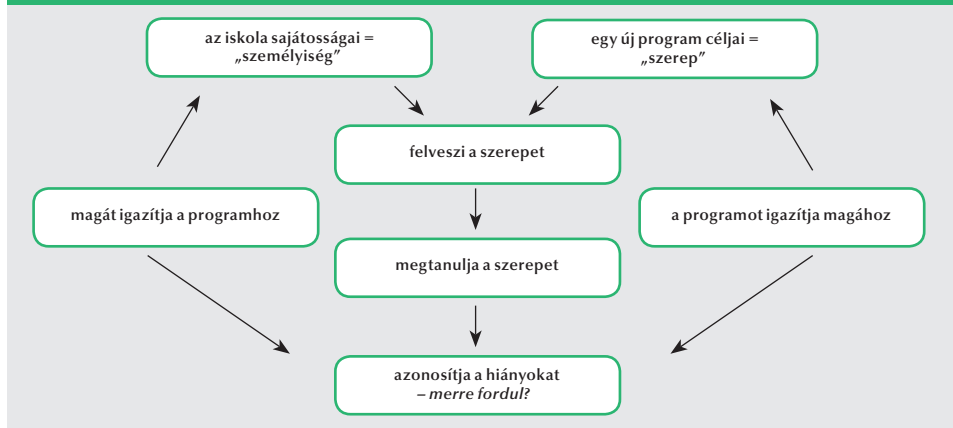 az iskola sajátosságai =
„személyiség”
egy új program céljai =
„szerep”
felveszi a szerepet
magát igazítja a programhoz
a programot igazítja magához
megtanulja a szerepet
azonosítja a hiányokat
– merre fordul?